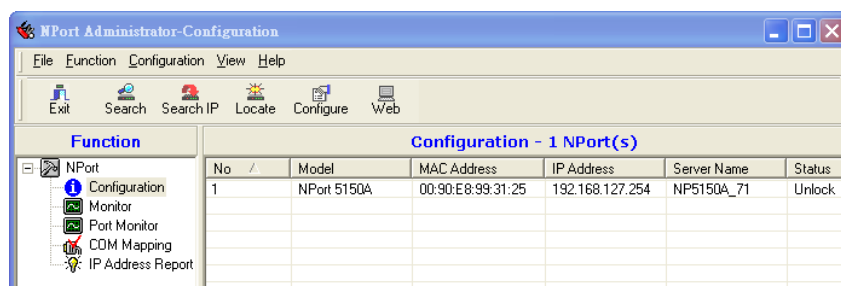 NPort Administrator-Configuration
File Function Configuration View Help
Exit Search Search IP Locate Configure Web
Function
Configuration - 1 NPort(s)
NPort
Configuration
Monitor
Port Monitor
COM Mapping
IP Address Report
No Model MAC Address IP Address Server Name Status
1 NPort 5150A 00:90:E8:99:31:25 192.168.127.254 NP5150A_71 Unlock